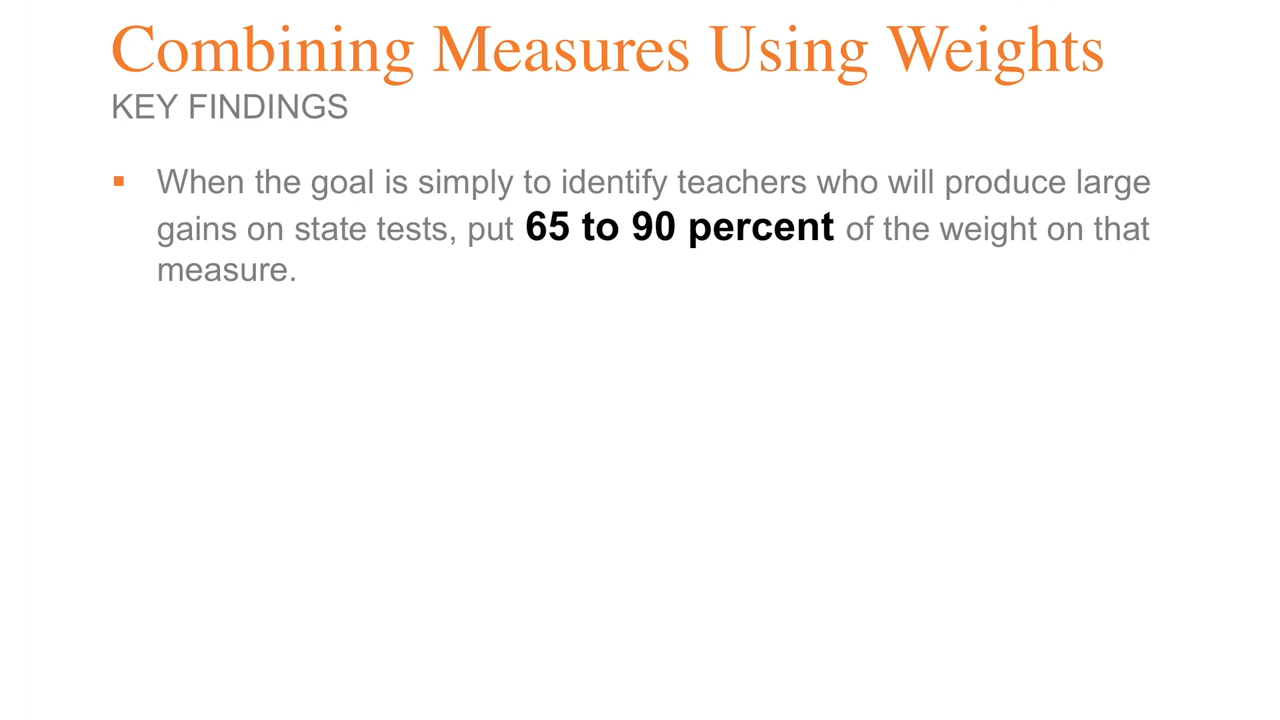 Combining Measures Using Weights
KEY FINDINGS
▪ When the goal is simply to identify teachers who will produce large
gains on state tests, put 65 to 90 percent of the weight on that
measure.